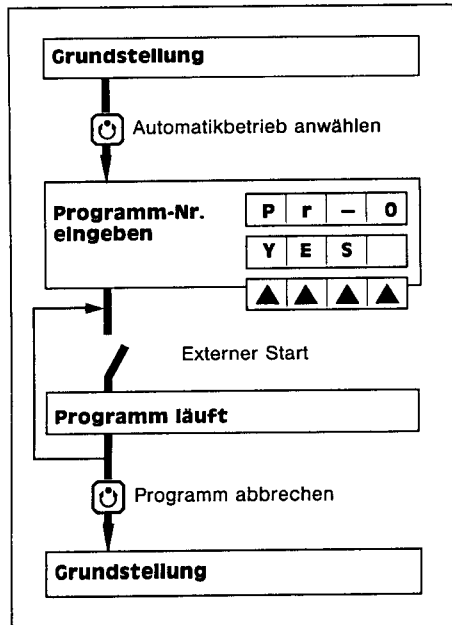 Grundstellung
Automatikbetrieb anwählen
Programm-Nr.
eingeben
P r – 0
Y E S
Externer Start
Programm läuft
Programm abbrechen
Grundstellung